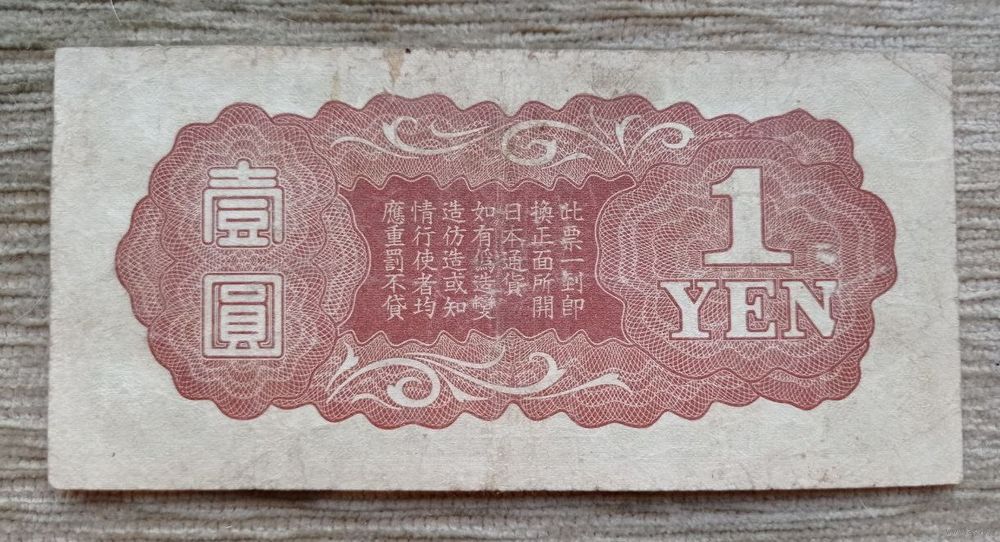 1
YEN
此票一到即
換正面所開
日本通貨
如有偽造變
造仿造或知
情行使者均
應重罰不貸
壹圓